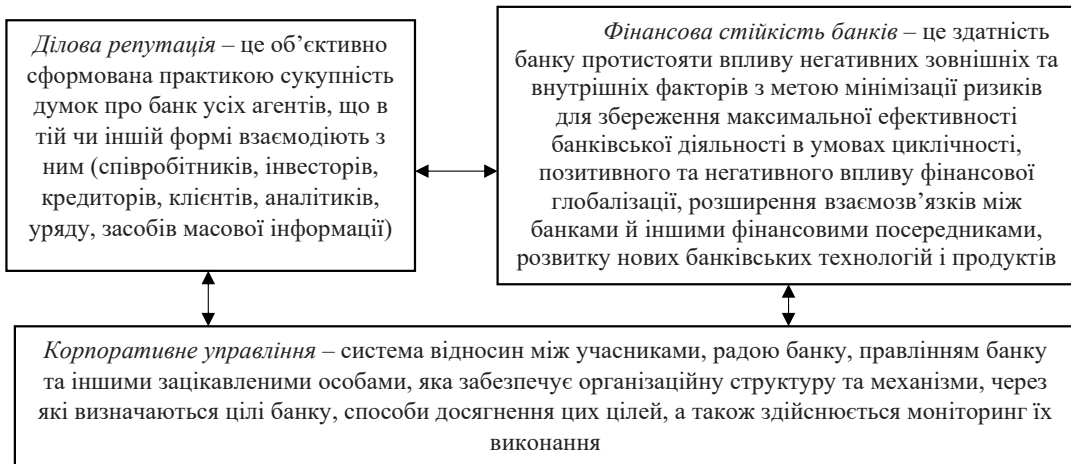 Ділова репутація – це об’єктивно
сформована практикою сукупність
думок про банк усіх агентів, що в
тій чи іншій формі взаємодіють з
ним (співробітників, інвесторів,
кредиторів, клієнтів, аналітиків,
уряду, засобів масової інформації)
Фінансова стійкість банків – це здатність
банку протистояти впливу негативних зовнішніх та
внутрішніх факторів з метою мінімізації ризиків
для збереження максимальної ефективності
банківської діяльності в умовах циклічності,
позитивного та негативного впливу фінансової
глобалізації, розширення взаємозв’язків між
банками й іншими фінансовими посередниками,
розвитку нових банківських технологій і продуктів
Корпоративне управління – система відносин між учасниками, радою банку, правлінням банку
та іншими зацікавленими особами, яка забезпечує організаційну структуру та механізми, через
які визначаються цілі банку, способи досягнення цих цілей, а також здійснюється моніторинг їх
виконання